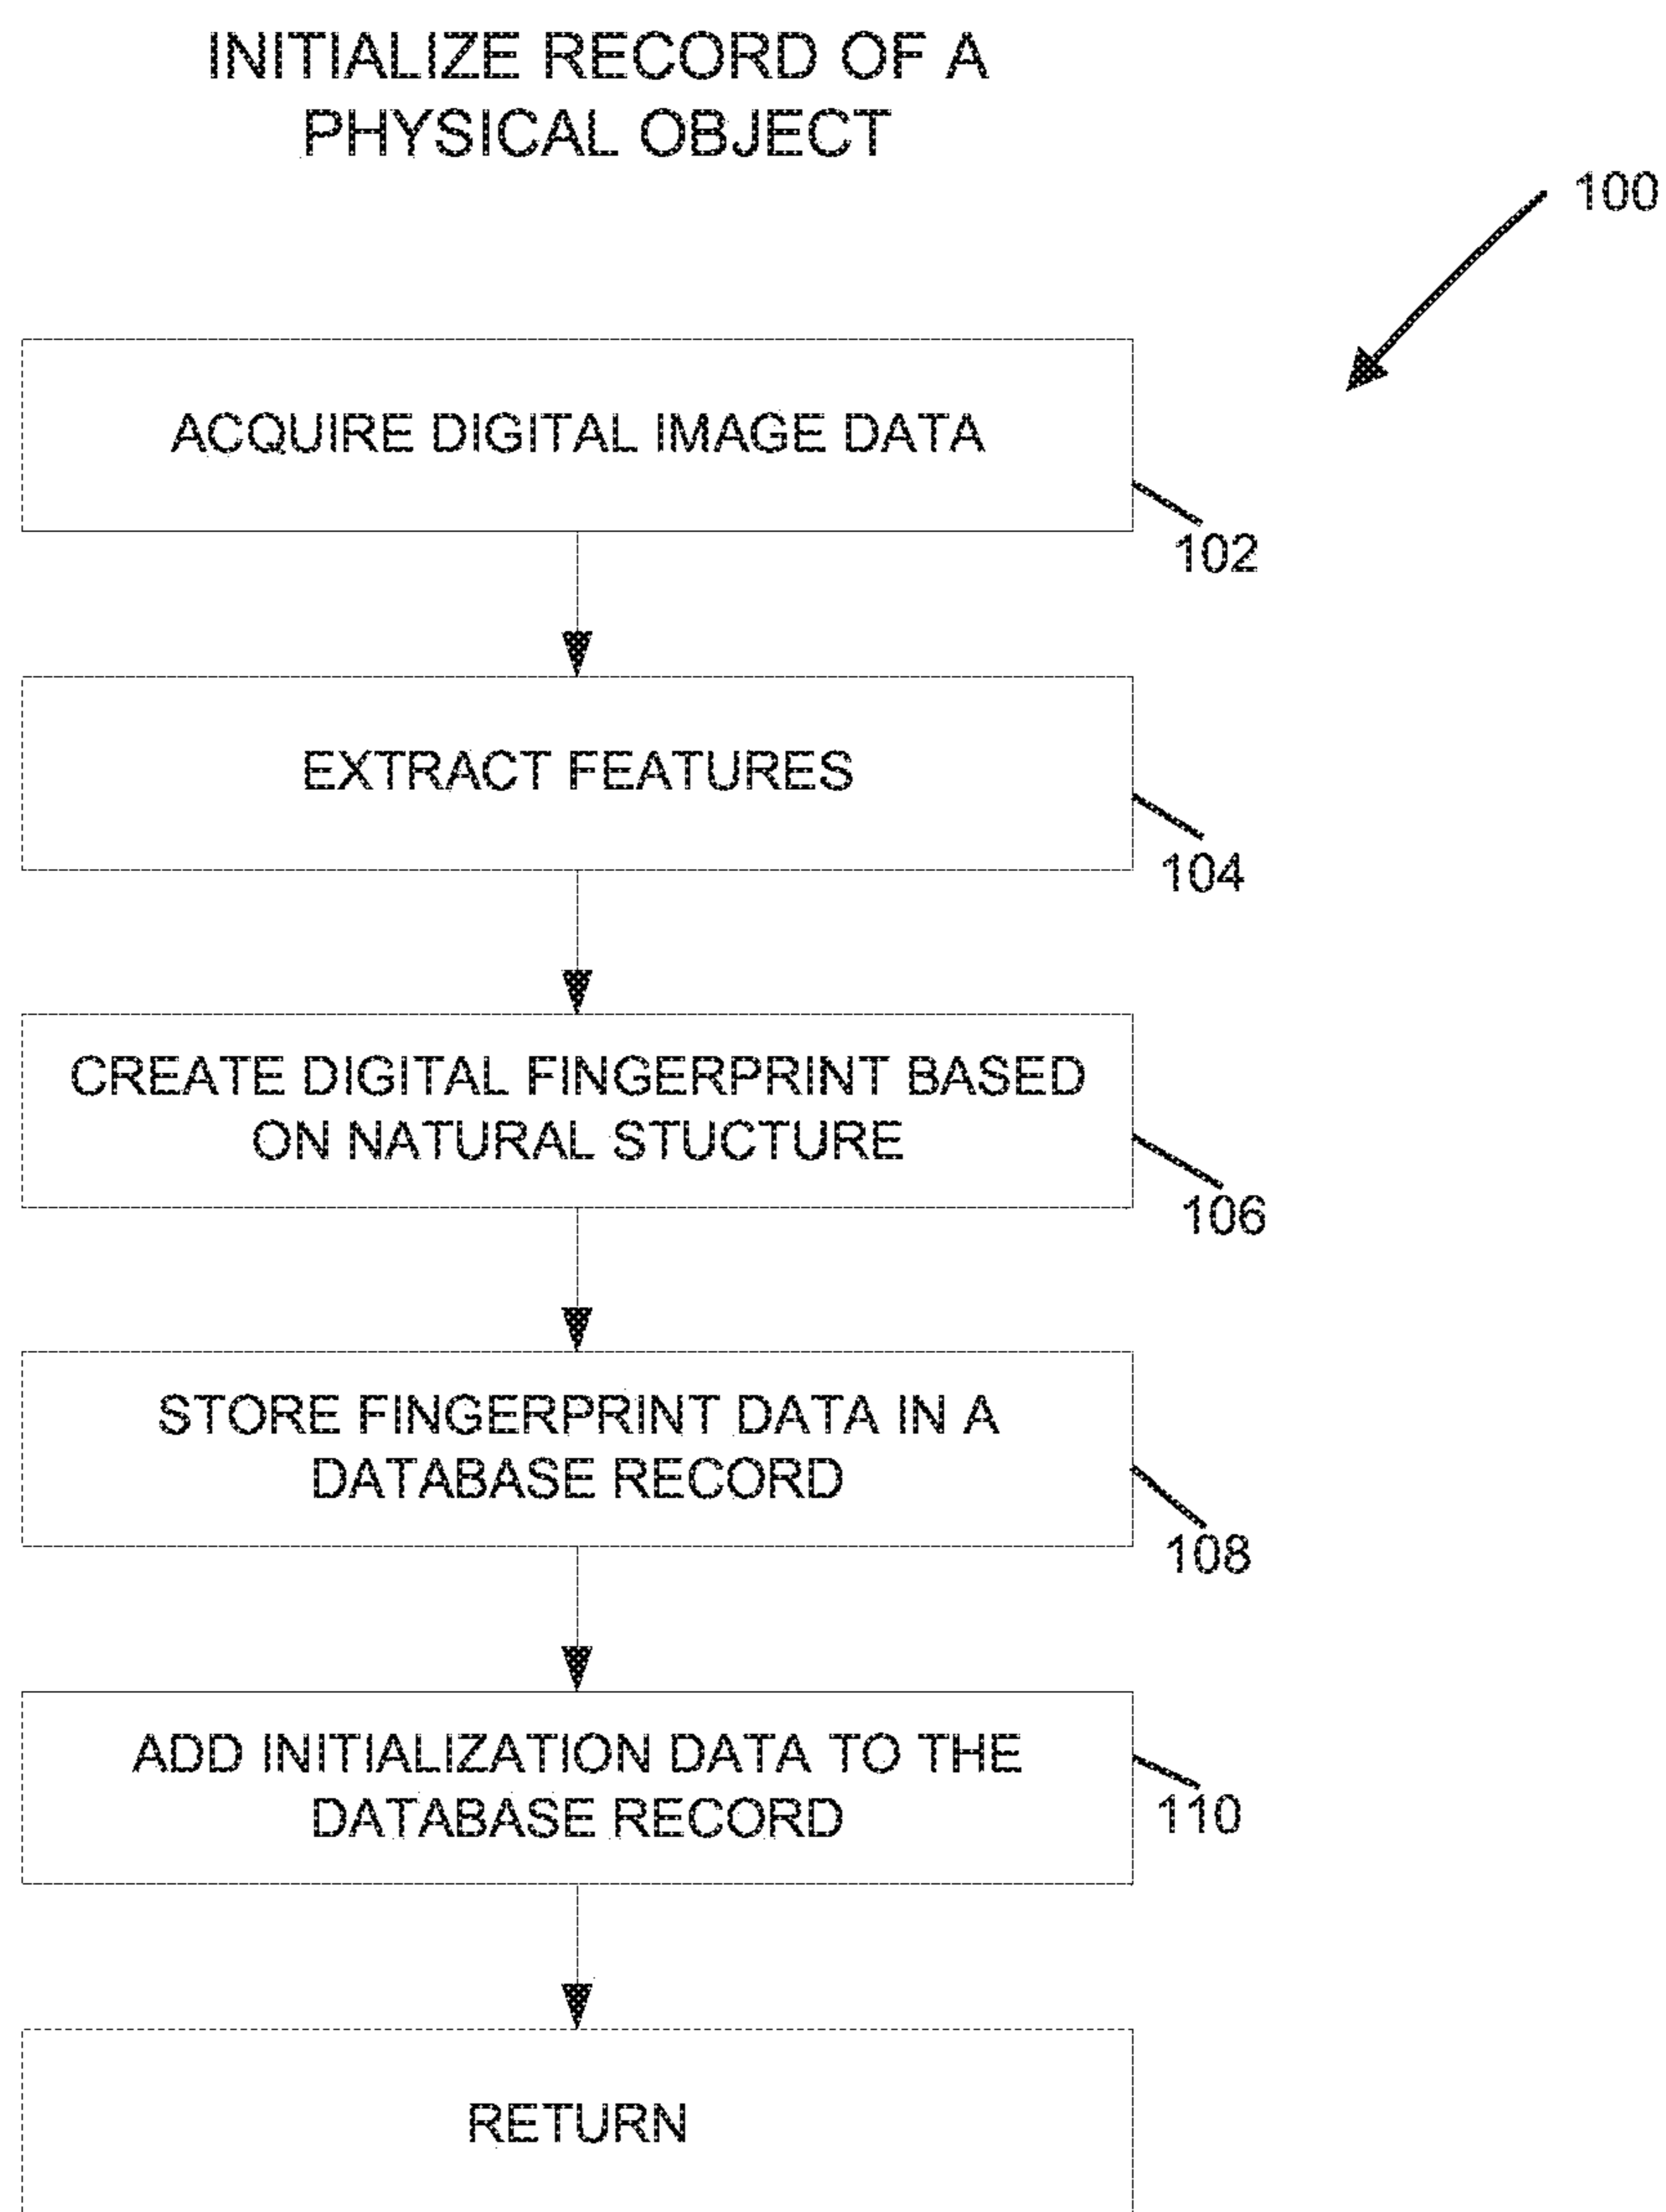 INITIALIZE RECORD OF A
PHYSICAL OBJECT
100
ACQUIRE DIGITAL IMAGE DATA
102
EXTRACT FEATURES
104
CREATE DIGITAL FINGERPRINT BASED
ON NATURAL STUCTURE
106
STORE FINGERPRINT DATA IN A
DATABASE RECORD
108
ADD INITIALIZATION DATA TO THE
DATABASE RECORD
110
RETURN